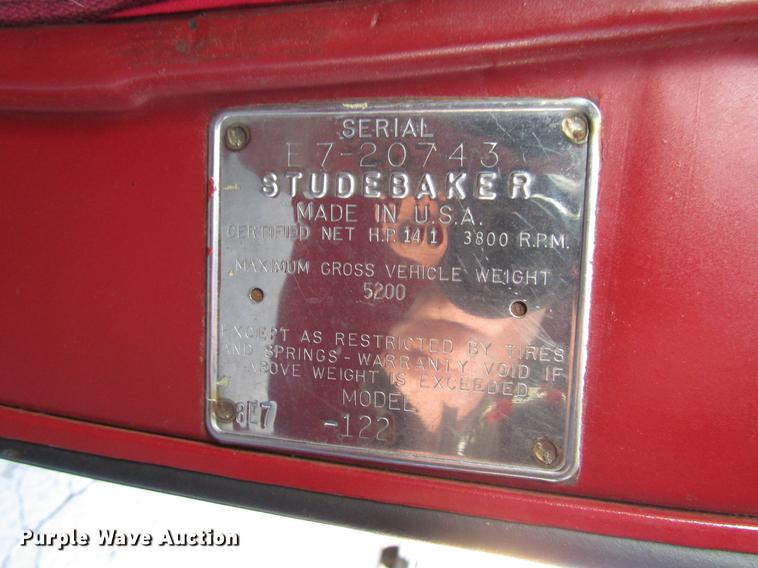 SERIAL
E7-20743
STUDEBAKER
MADE IN U.S.A.
CERTIFIED NET H.P. 141 3800 R.P.M.
MAXIMUM GROSS VEHICLE WEIGHT
5200
EXCEPT AS RESTRICTED BY TIRES
AND SPRINGS-WARRANTY VOID IF
ABOVE WEIGHT IS EXCEEDED
MODEL
8E7 -122
Purple Wave Auction